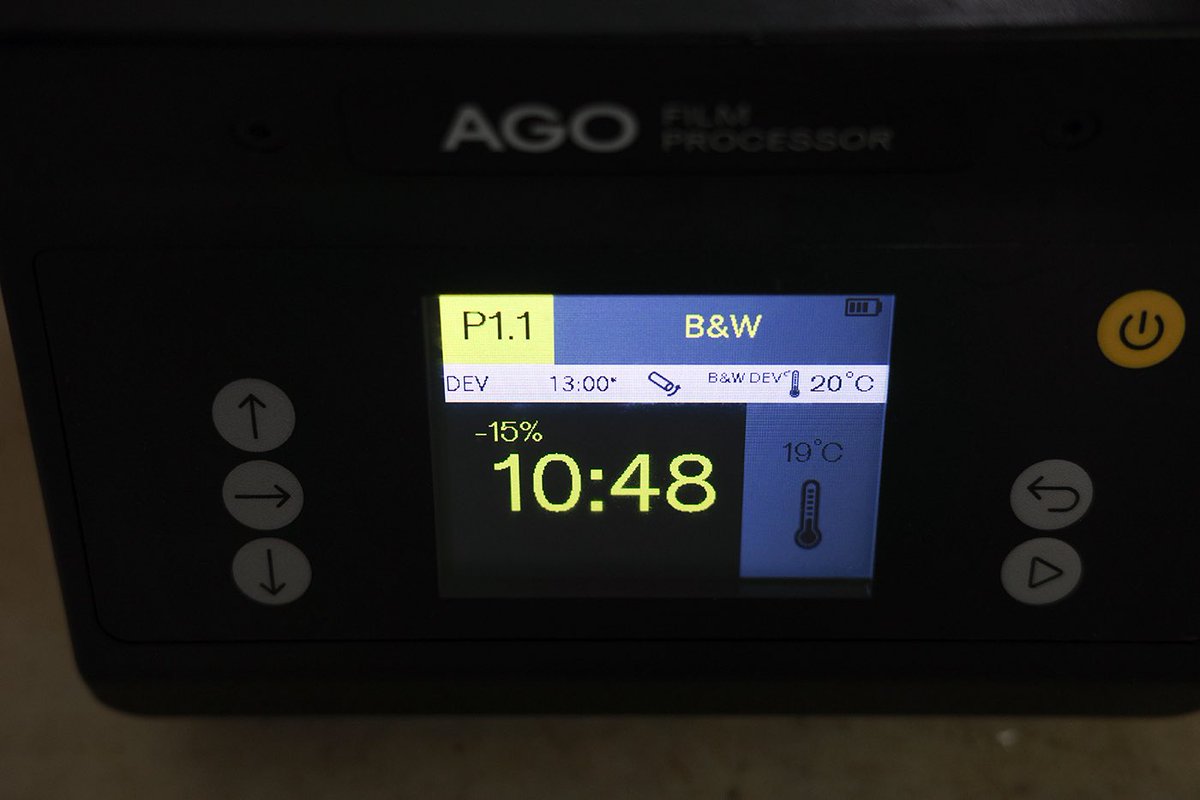 AGO FILM
PROCESSOR
P1.1 B&W
DEV 13:00* B&W DEV 20°C
-15%
10:48
19°C